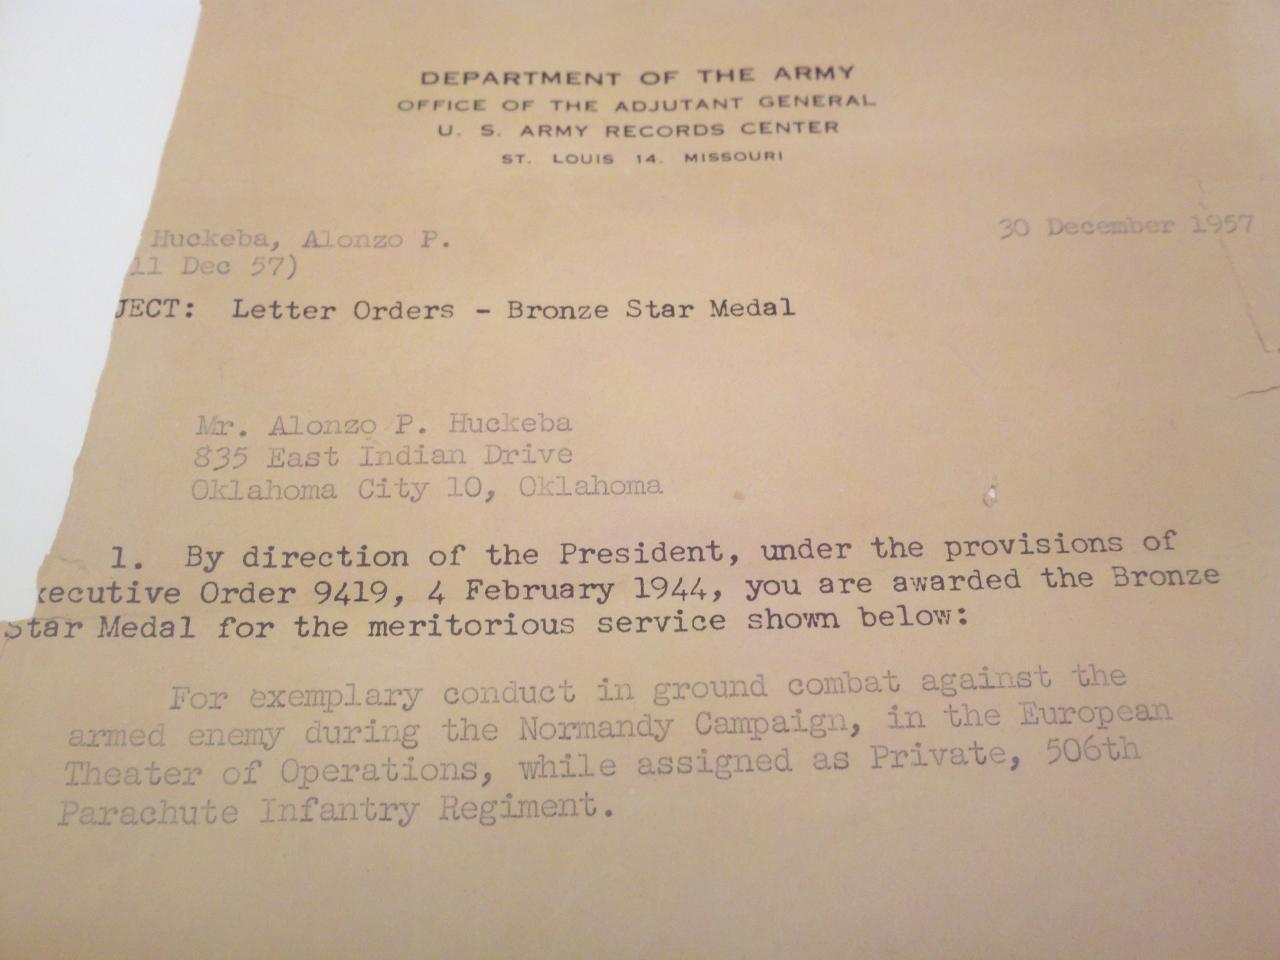 DEPARTMENT OF THE ARMY
OFFICE OF THE ADJUTANT GENERAL
U. S. ARMY RECORDS CENTER
ST. LOUIS 14, MISSOURI
Huckeba, Alonzo P.
30 December 1957
11 Dec 57)
JECT: Letter Orders - Bronze Star Medal
Mr. Alonzo P. Huckeba
835 East Indian Drive
Oklahoma City 10, Oklahoma
1. By direction of the President, under the provisions of
xecutive Order 9419, 4 February 1944, you are awarded the Bronze
Star Medal for the meritorious service shown below:
For exemplary conduct in ground combat against the
armed enemy during the Normandy Campaign, in the European
Theater of Operations, while assigned as Private, 506th
Parachute Infantry Regiment.